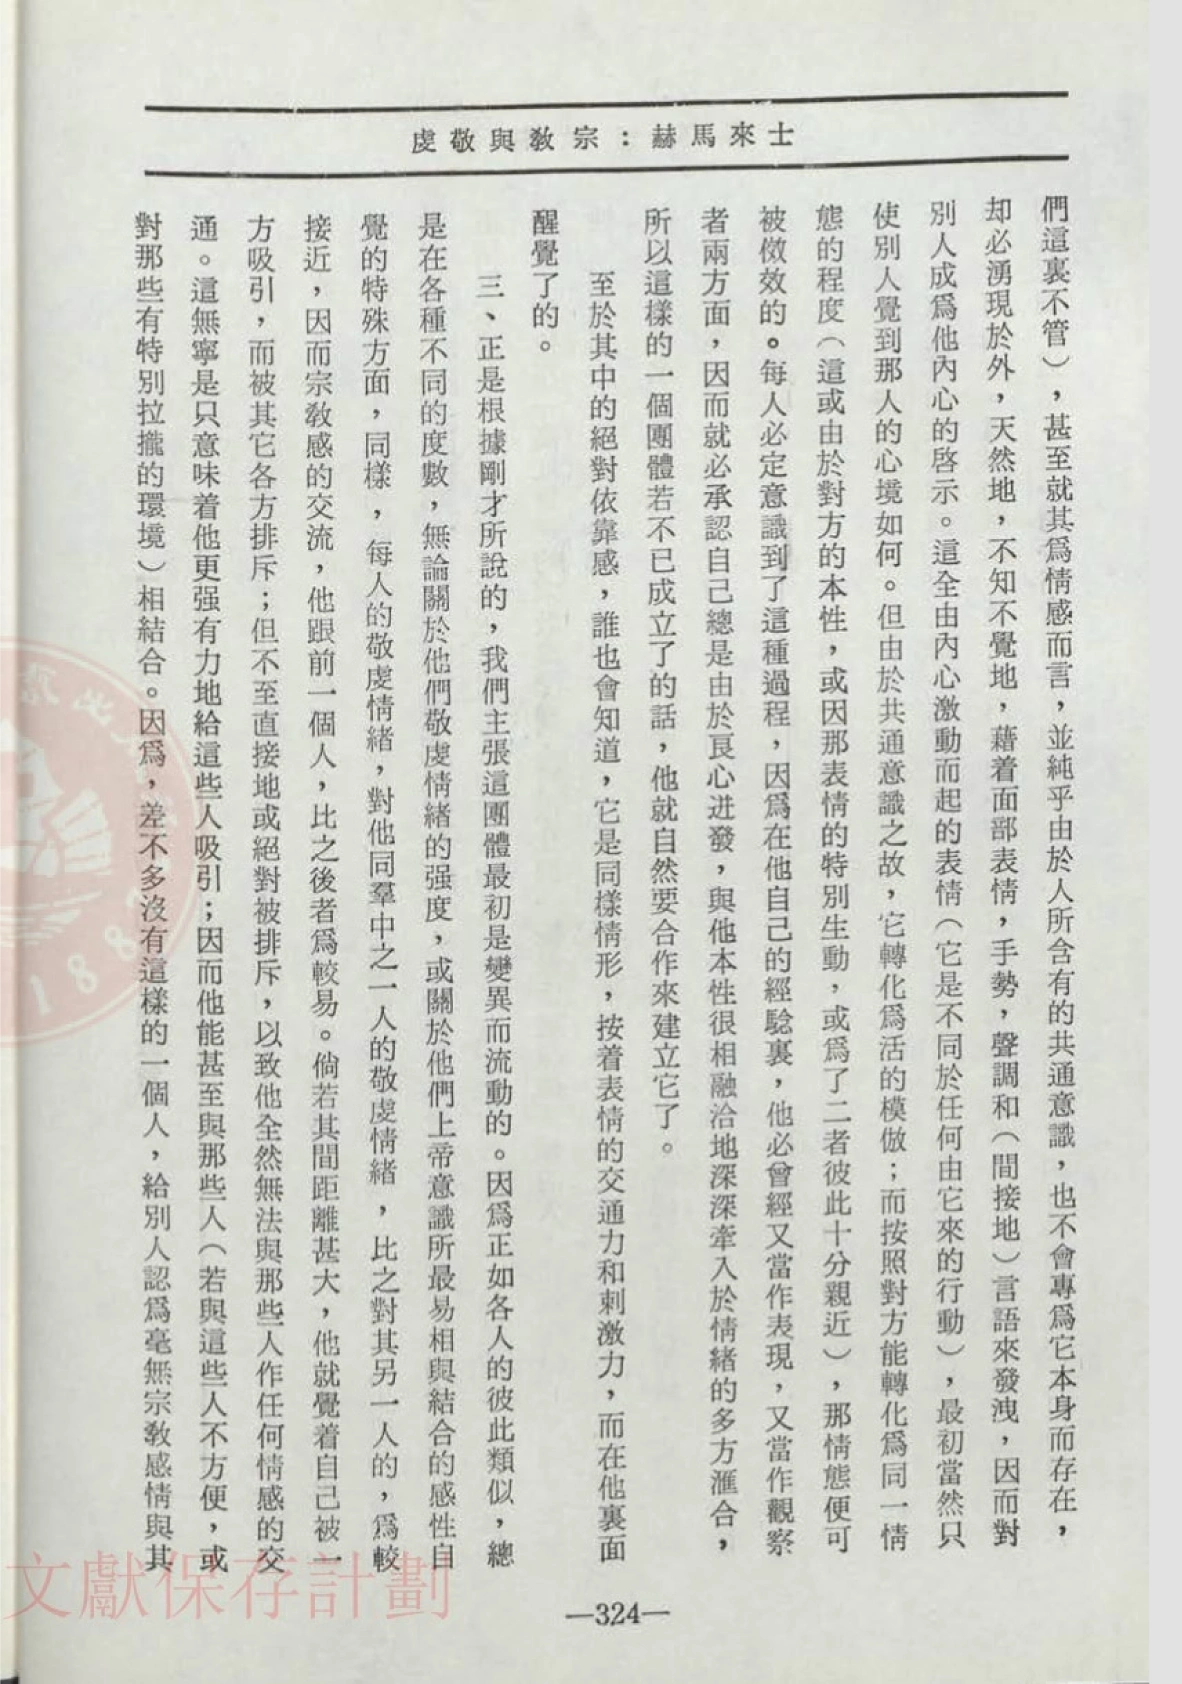 士來馬赫：宗教與敬虔
們這裏不管），甚至就其爲情感而言，並純乎由於人所含有的共通意識，也不會專爲它本身而存在，
却必湧現於外，天然地，不知不覺地，藉着面部表情，手勢，聲調和（間接地）言語來發洩，因而對
別人成爲他內心的啓示。這全由內心激動而起的表情（它是不同於任何由它來的行動），最初當然只
使別人覺到那人的心境如何。但由於共通意識之故，它轉化爲活的模倣；而按照對方能轉化爲同一情
態的程度（這或由於對方的本性，或因那表情的特別生動，或爲了二者彼此十分親近），那情態便可
被傚效的。每人必定意識到了這種過程，因爲在他自己的經騐裏，他必曾經又當作表現，又當作觀察
者兩方面，因而就必承認自己總是由於良心迸發，與他本性很相融洽地深深牽入於情緒的多方滙合，
所以這樣的一個團體若不已成立了的話，他就自然要合作來建立它了。
至於其中的絕對依靠感，誰也會知道，它是同樣情形，按着表情的交通力和刺激力，而在他裏面
醒覺了的。
三、正是根據剛才所說的，我們主張這團體最初是變異而流動的。因爲正如各人的彼此類似，總
是在各種不同的度數，無論關於他們敬虔情緒的强度，或關於他們上帝意識所最易相與結合的感性自
覺的特殊方面，同樣，每人的敬虔情緒，對他同羣中之一人的敬虔情緒，比之對其另一人的，爲較
接近，因而宗教感的交流，他跟前一個人，比之後者爲較易。倘若其間距離甚大，他就覺着自己被一
方吸引，而被其它各方排斥；但不至直接地或絕對被排斥，以致他全然無法與那些人作任何情感的交
通。這無寧是只意味着他更强有力地給這些人吸引；因而他能甚至與那些人（若與這些人不方便，或
對那些有特別拉攏的環境）相結合。因爲，差不多沒有這樣的一個人，給別人認爲毫無宗教感情與其
—324—
文獻保存計劃
188